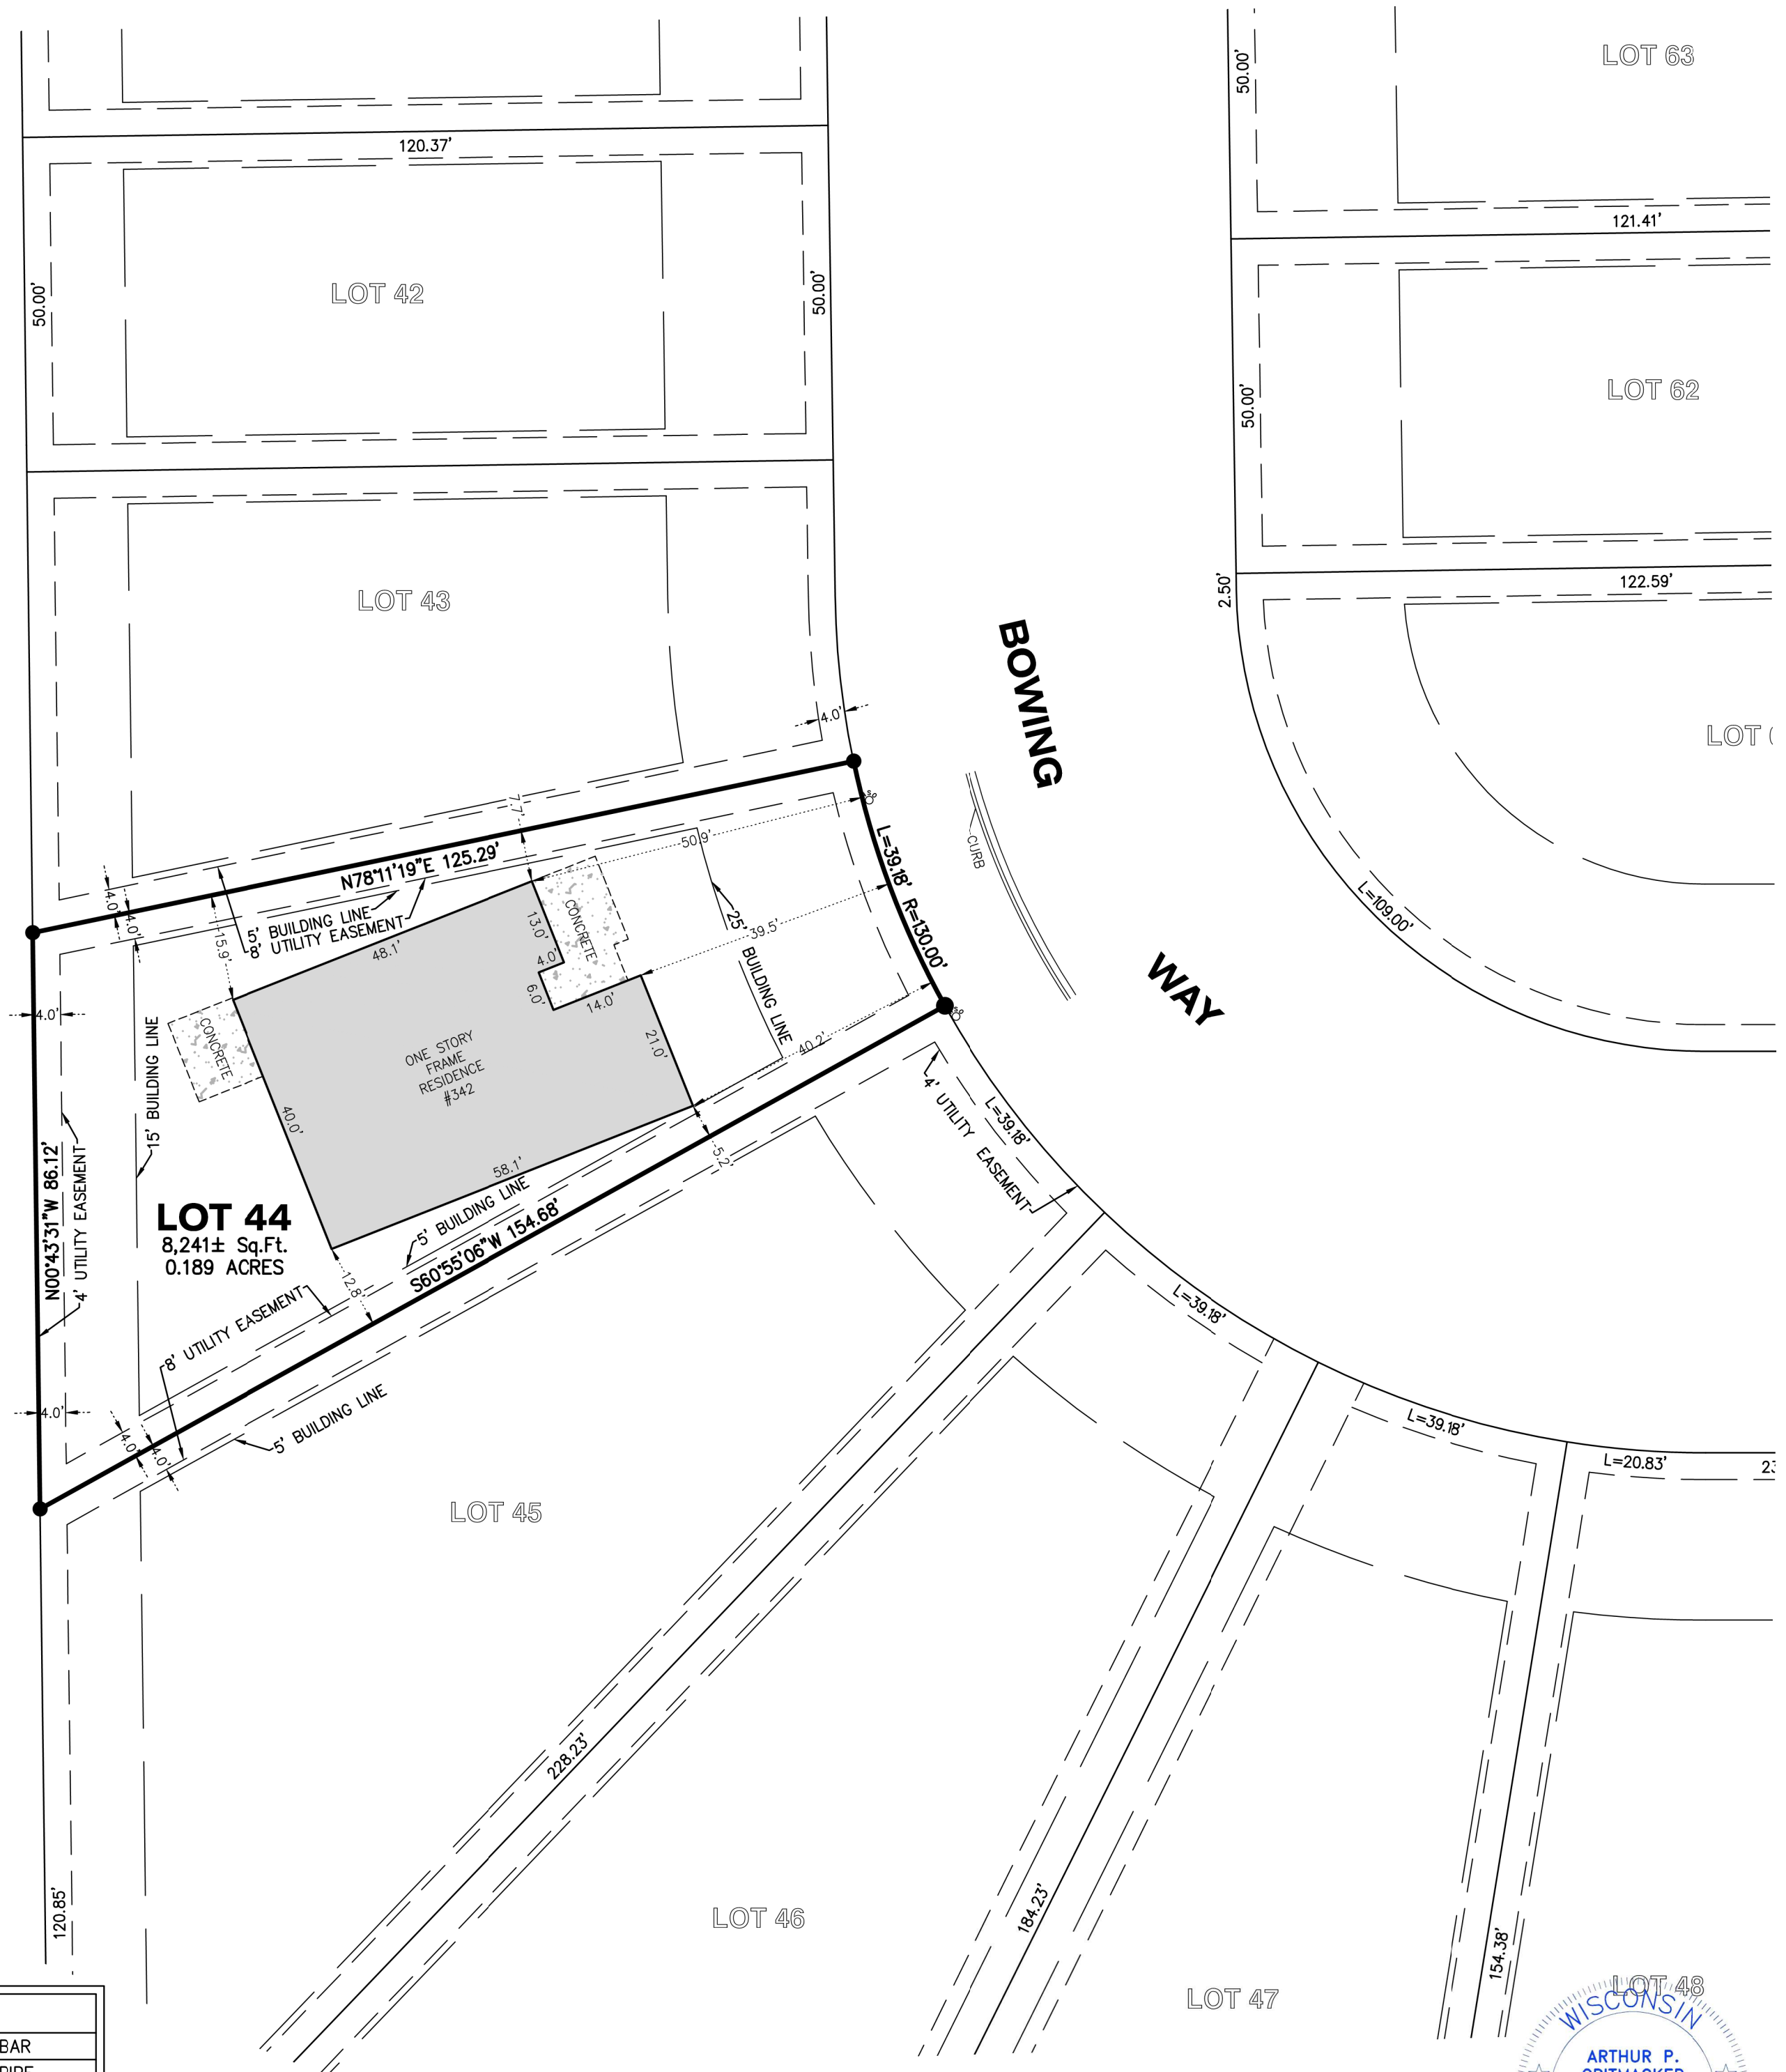 50.00'
LOT 63
120.37'
121.41'
50.00'
LOT 42
50.00'
50.00'
LOT 62
122.59'
2.50'
LOT 43
BOWING
WAY
4.0'
CURB
L=39.18' R=130.00'
L=109.00'
LOT
7.7'
50.9'
N78°11'19"E 125.29'
4.0'
4.0'
5' BUILDING LINE
8' UTILITY EASEMENT
15.9'
48.1'
13.0'
CONCRETE
4.0'
6.0'
14.0'
39.5'
25' BUILDING LINE
4.0'
CONCRETE
15' BUILDING LINE
ONE STORY
FRAME
RESIDENCE
#342
21.0'
40.2'
40.0'
58.1'
5.2'
4' UTILITY EASEMENT
L=39.18'
N00°43'31"W 86.12'
4' UTILITY EASEMENT
LOT 44
8,241± Sq.Ft.
0.189 ACRES
5' BUILDING LINE
S60°55'06"W 154.68'
12.8'
8' UTILITY EASEMENT
L=39.18'
4.0'
4.0'
4.0'
5' BUILDING LINE
L=39.18'
L=20.83'
LOT 45
228.23'
120.85'
LOT 46
184.23'
LOT 47
154.38'
LOT 48
WISCONSIN
ARTHUR P.
BAR